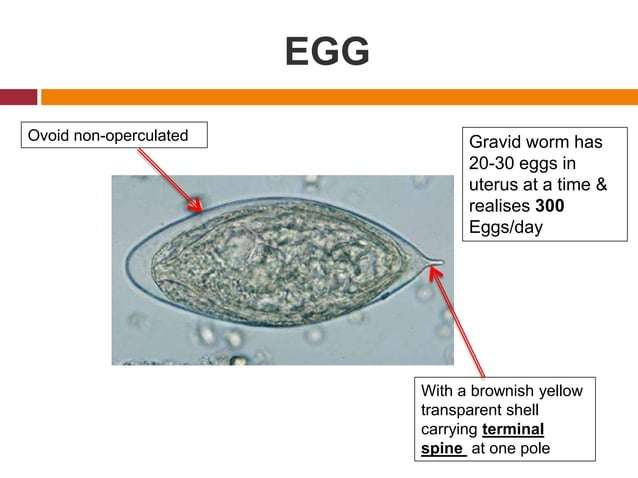 EGG
Ovoid non-operculated
Gravid worm has
20-30 eggs in
uterus at a time &
realises 300
Eggs/day
With a brownish yellow
transparent shell
carrying terminal
spine at one pole